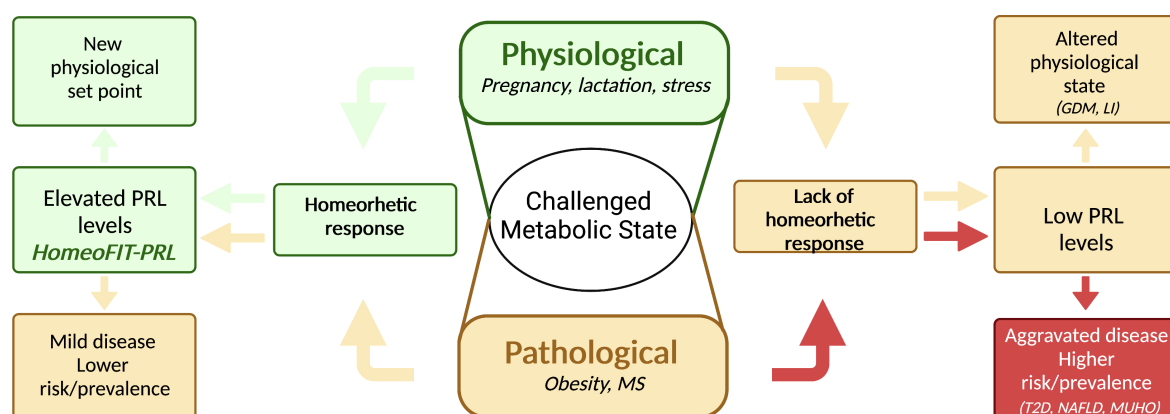 New
physiological
set point
Elevated PRL
levels
HomeoFIT-PRL
Mild disease
Lower
risk/prevalence
Homeorhetic
response
Physiological
Pregnancy, lactation, stress
Challenged
Metabolic State
Pathological
Obesity, MS
Lack of
homeorhetic
response
Altered
physiological
state
(GDM, LI)
Low PRL
levels
Aggravated disease
Higher
risk/prevalence
(T2D, NAFLD, MUHO)